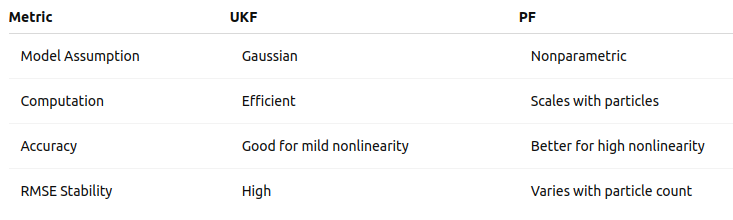 Metric UKF PF
Model Assumption Gaussian Nonparametric
Computation Efficient Scales with particles
Accuracy Good for mild nonlinearity Better for high nonlinearity
RMSE Stability High Varies with particle count